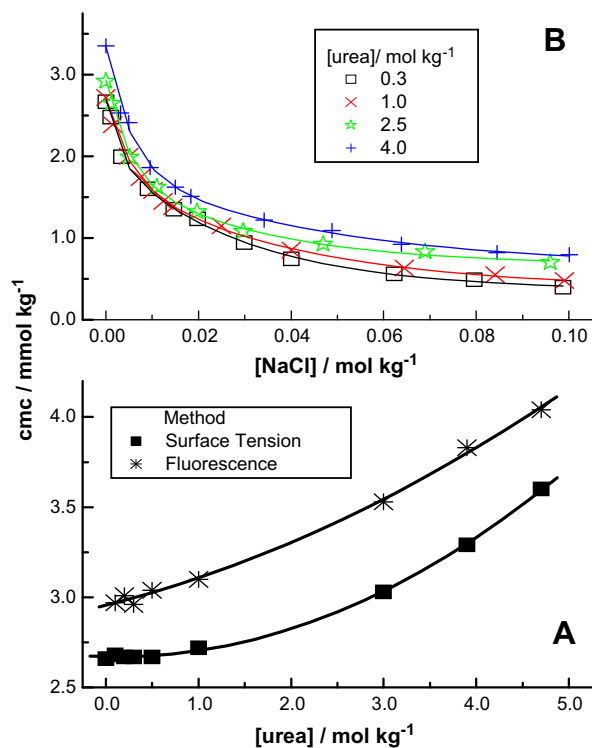 B
[urea]/ mol kg⁻¹
0.3
1.0
2.5
4.0
3.0
2.0
1.0
0.0
0.00 0.02 0.04 0.06 0.08 0.10
[NaCl] / mol kg⁻¹
cmc / mmol kg⁻¹
Method
Surface Tension
Fluorescence
4.0
3.5
3.0
2.5
A
0.0 1.0 2.0 3.0 4.0 5.0
[urea] / mol kg⁻¹